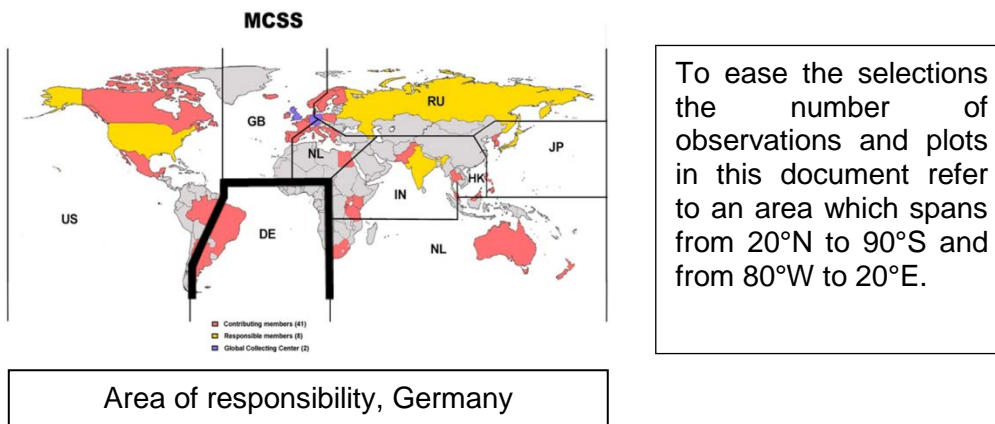 MCSS
RU
GB
NL
JP
HK
IN
US
DE
NL
Contributing members (41)
Responsible members (8)
Global Collecting Center (2)
Area of responsibility, Germany
To ease the selections
the number of
observations and plots
in this document refer
to an area which spans
from 20°N to 90°S and
from 80°W to 20°E.